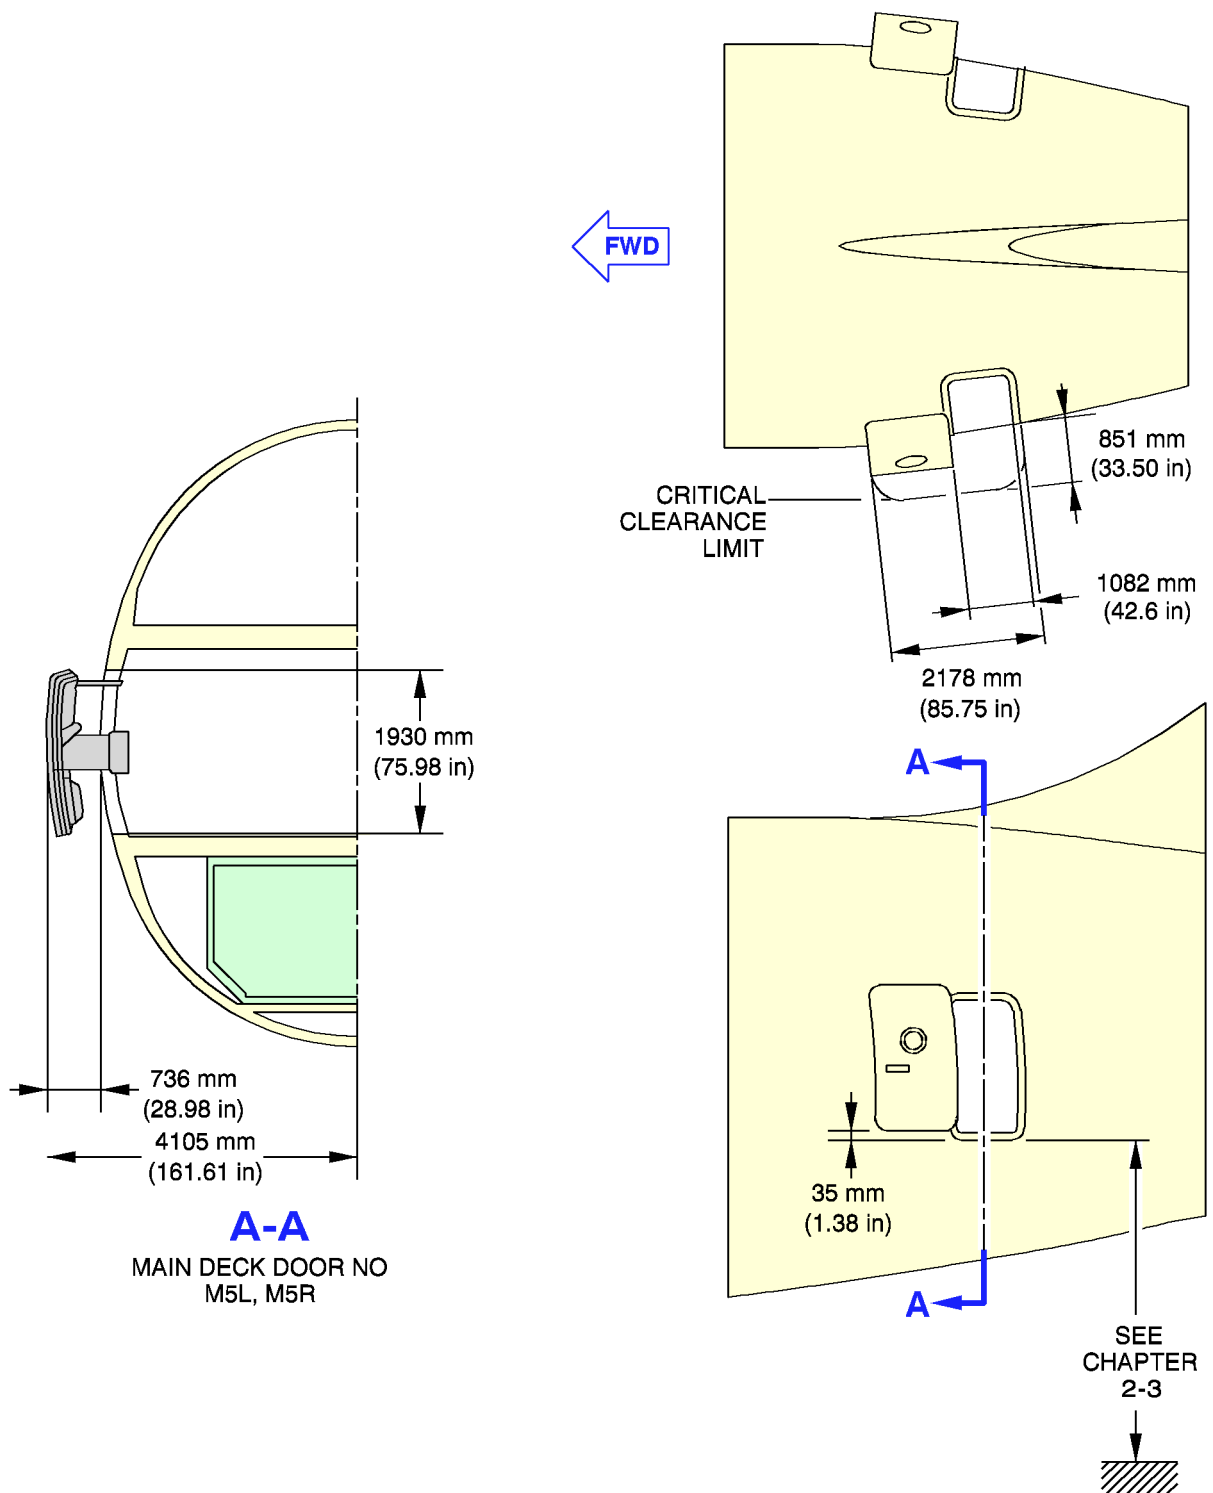 FWD
851 mm
(33.50 in)
CRITICAL
CLEARANCE
LIMIT
1082 mm
(42.6 in)
2178 mm
(85.75 in)
1930 mm
(75.98 in)
736 mm
(28.98 in)
4105 mm
(161.61 in)
A-A
MAIN DECK DOOR NO
M5L, M5R
A
35 mm
(1.38 in)
A
SEE
CHAPTER
2-3